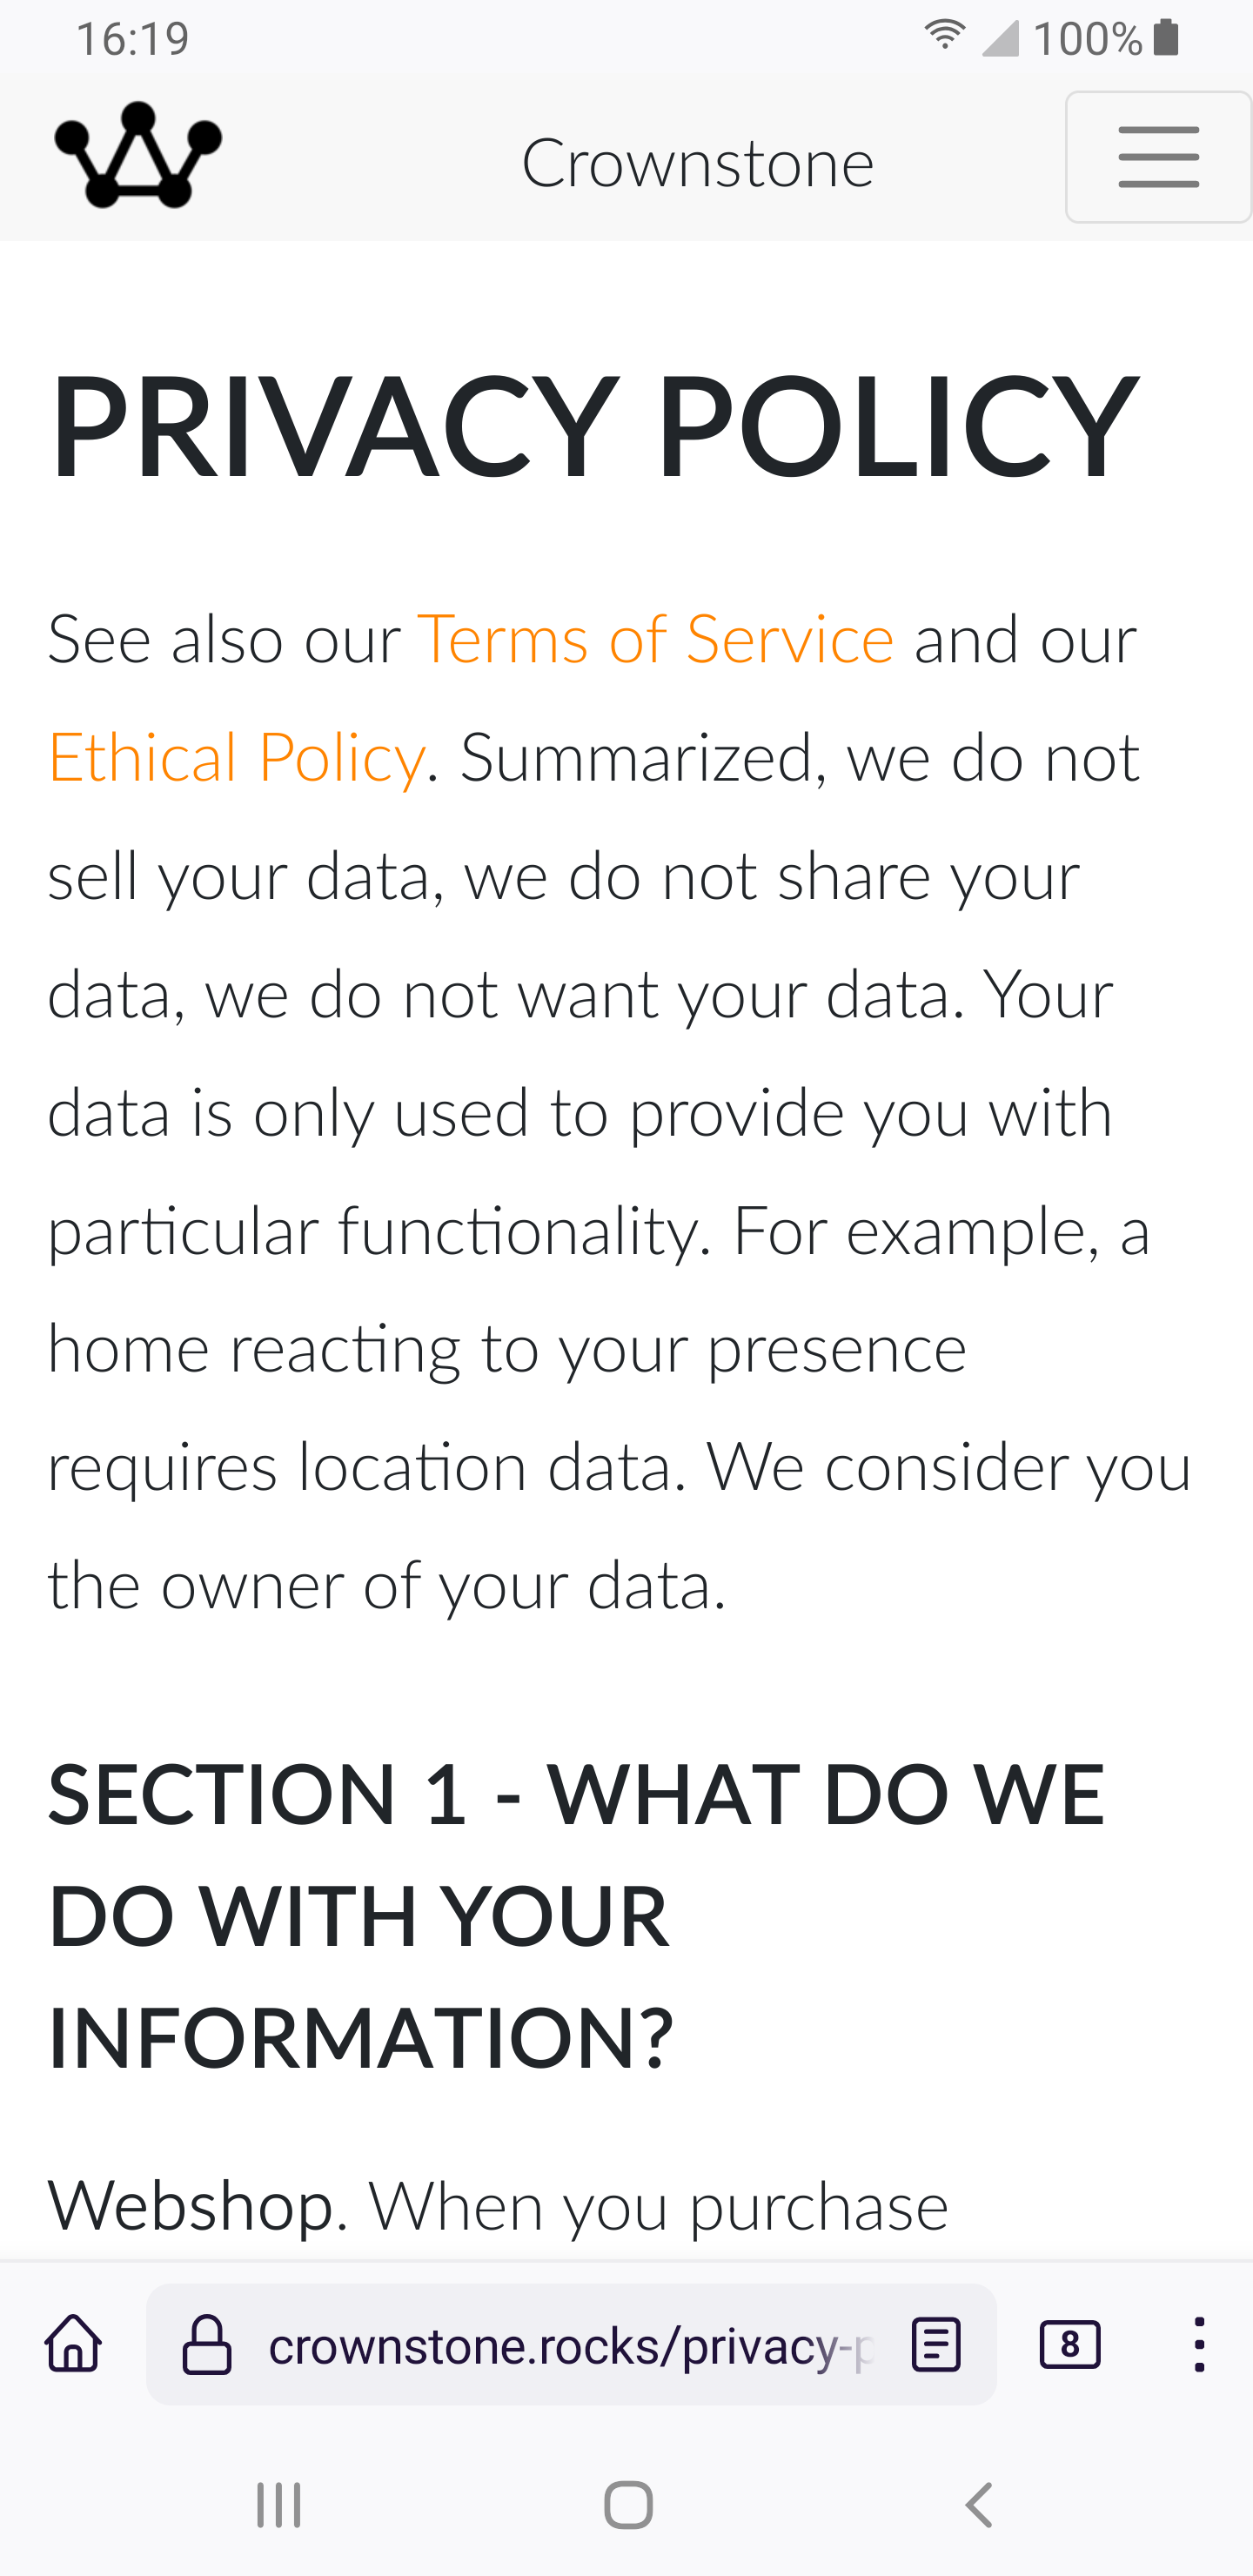 16:19
100%
Crownstone
PRIVACY POLICY
See also our Terms of Service and our
Ethical Policy. Summarized, we do not
sell your data, we do not share your
data, we do not want your data. Your
data is only used to provide you with
particular functionality. For example, a
home reacting to your presence
requires location data. We consider you
the owner of your data.
SECTION 1 - WHAT DO WE
DO WITH YOUR
INFORMATION?
Webshop. When you purchase
crownstone.rocks/privacy-p
8